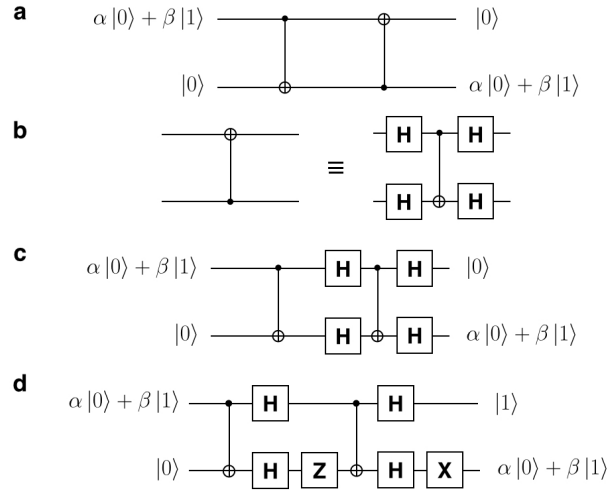 a
α|0⟩ + β|1⟩ |0⟩
|0⟩ α|0⟩ + β|1⟩
b
≡ H H
H H
c
α|0⟩ + β|1⟩ H H |0⟩
|0⟩ H H α|0⟩ + β|1⟩
d
α|0⟩ + β|1⟩ H H |1⟩
|0⟩ H Z H X α|0⟩ + β|1⟩